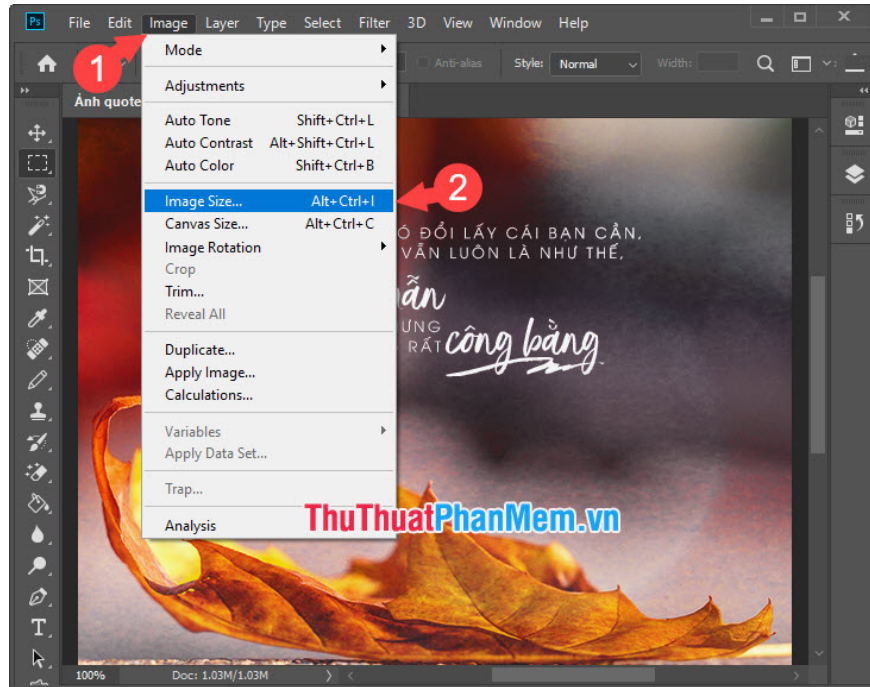 Ps File Edit Image Layer Type Select Filter 3D View Window Help
1
Anti-alias Style: Normal Width:
Ảnh quote
Mode
Adjustments
Auto Tone Shift+Ctrl+L
Auto Contrast Alt+Shift+Ctrl+L
Auto Color Shift+Ctrl+B
Image Size... Alt+Ctrl+I
2
Canvas Size... Alt+Ctrl+C
Image Rotation
Crop
Trim...
Reveal All
Duplicate...
Apply Image...
Calculations...
Variables
Apply Data Set...
Trap...
Analysis
ĐỔI LẤY CÁI BẠN CẦN,
VẪN LUÔN LÀ NHƯ THẾ,
RẤT công bằng
ThuThuatPhanMem.vn
100% Doc: 1.03M/1.03M